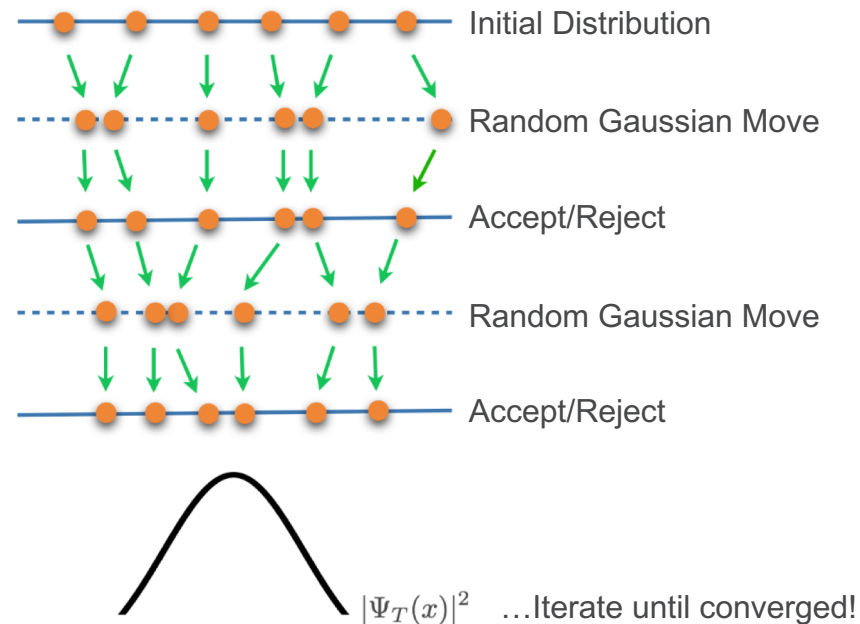 Initial Distribution
Random Gaussian Move
Accept/Reject
Random Gaussian Move
Accept/Reject
|Ψ_T(x)|² …Iterate until converged!